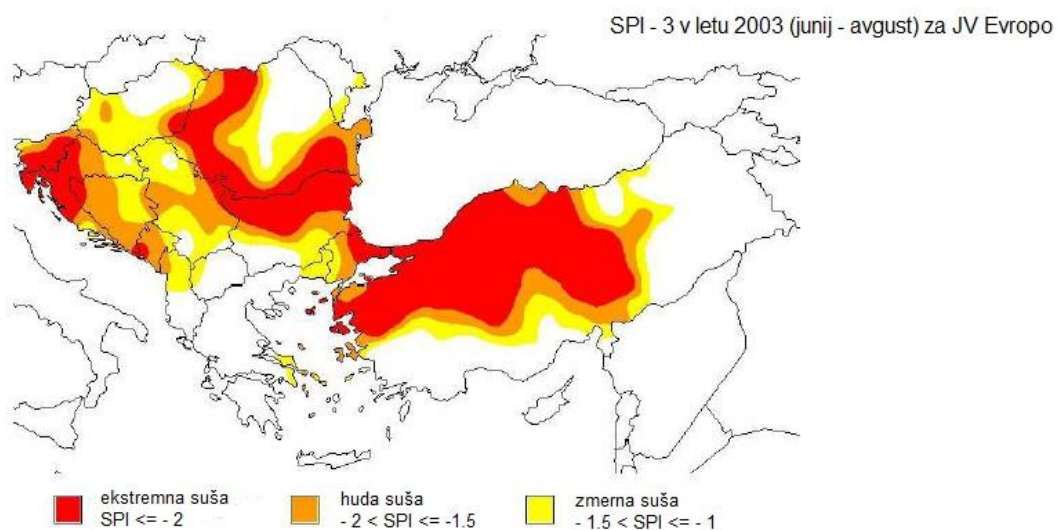 SPI - 3 v letu 2003 (junij - avgust) za JV Evropo
ekstremna suša
SPI <= - 2
huda suša
- 2 < SPI <= -1.5
zmerna suša
- 1.5 < SPI <= - 1